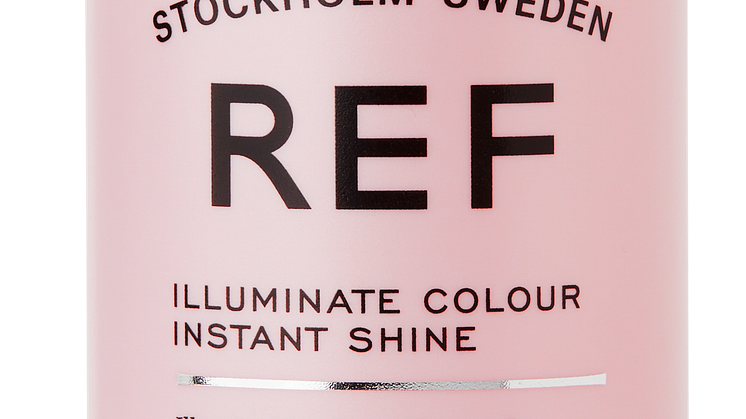 STOCKHOLM SWEDEN
REF
ILLUMINATE COLOUR
INSTANT SHINE